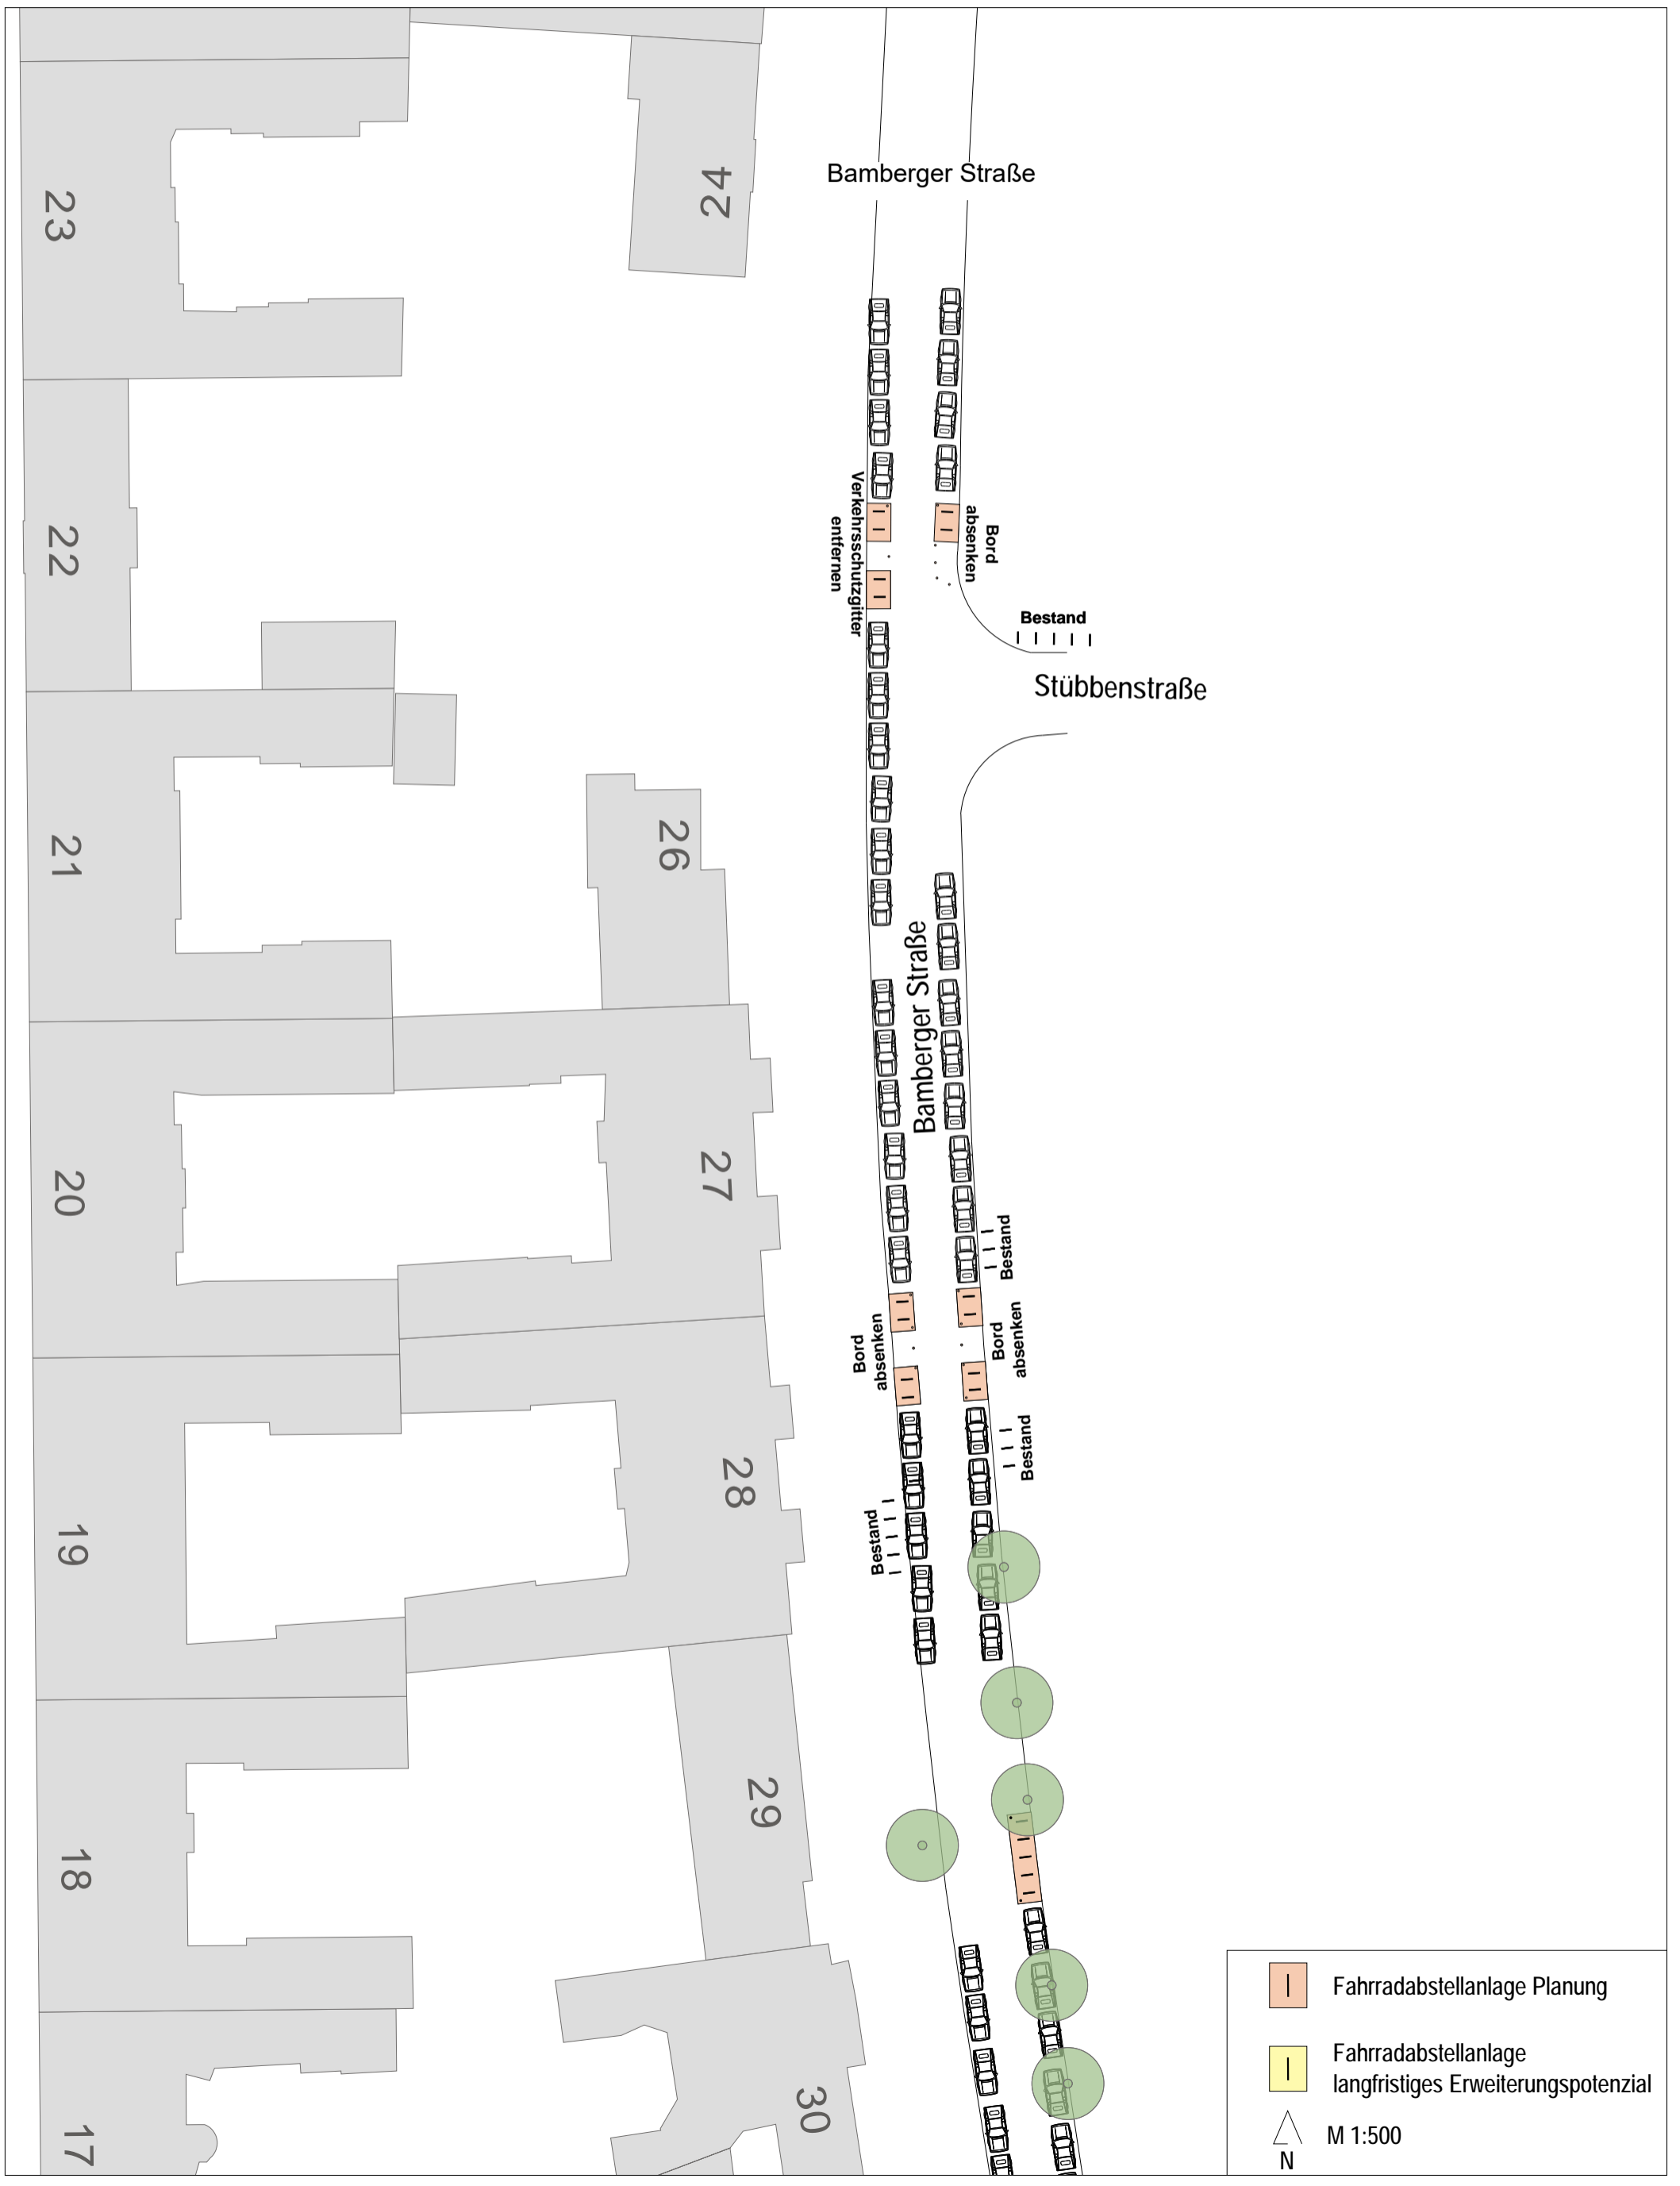 24
23
Bamberger Straße
Verkehrsschutzgitter
entfernen
Bord
absenken
22
Bestand
Stübbenstraße
21
26
Bamberger Straße
20
27
Bestand
Bord
absenken
Bord
absenken
Bestand
28
Bestand
19
29
18
30
17
Fahrradabstellanlage Planung
Fahrradabstellanlage
langfristiges Erweiterungspotenzial
M 1:500
N